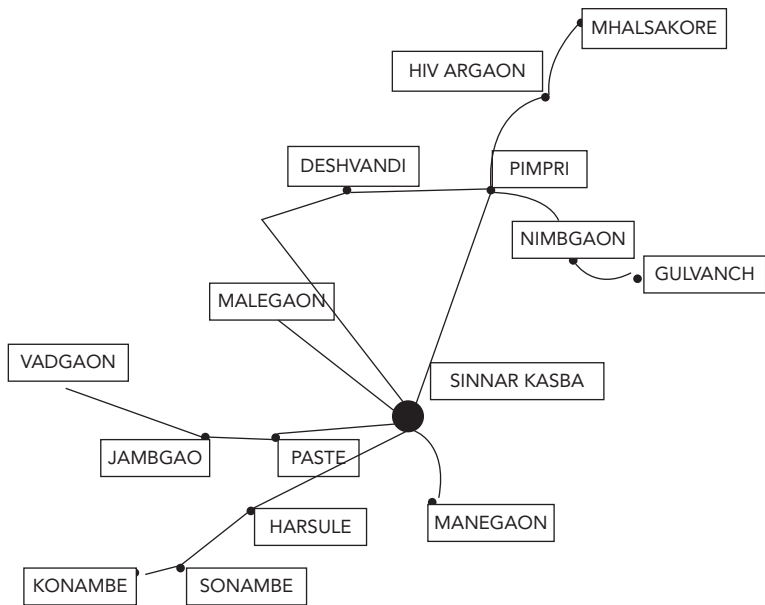 MHALSAKORE
HIV ARGAON
DESHVANDI
PIMPRI
NIMBGAON
GULVANCH
MALEGAON
VADGAON
SINNAR KASBA
JAMBGAO
PASTE
HARSULE
MANEGAON
KONAMBE
SONAMBE